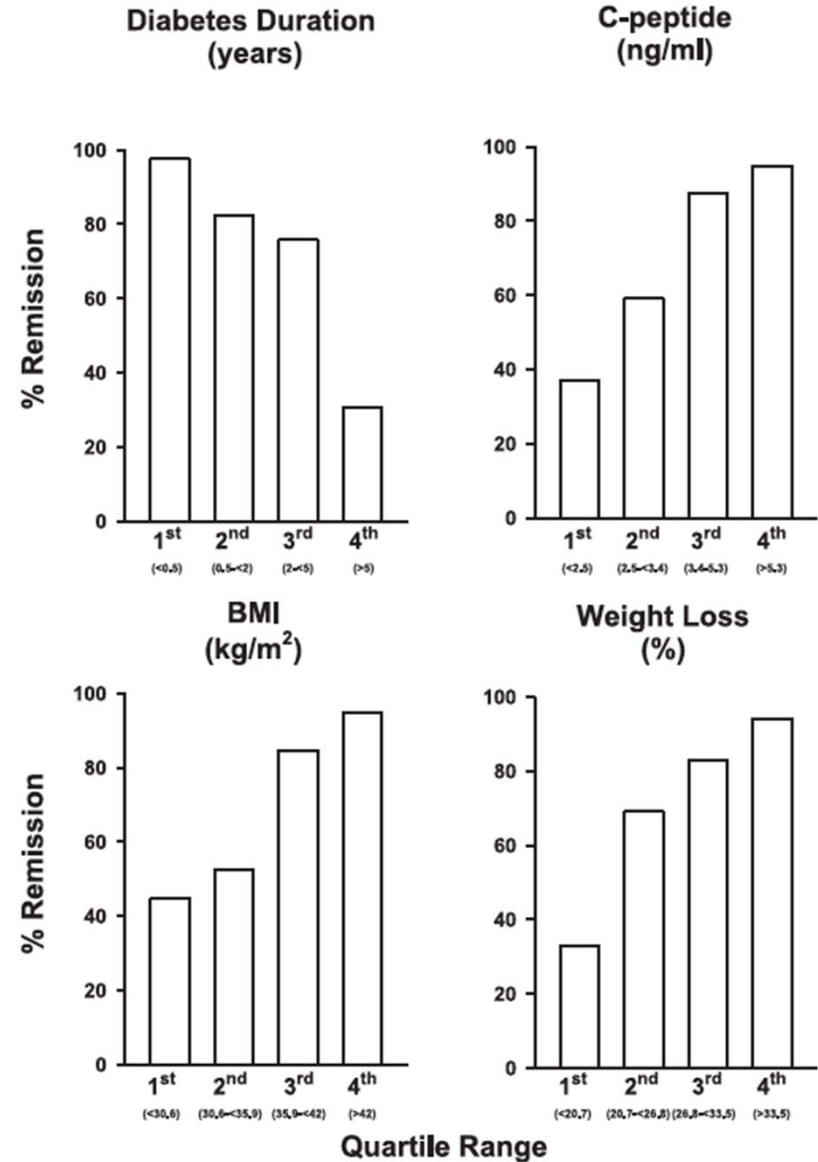 Diabetes Duration
(years)
% Remission
100
80
60
40
20
0
1st 2nd 3rd 4th
(<0.5) (0.5-<2) (2-<5) (>5)
C-peptide
(ng/ml)
100
80
60
40
20
0
1st 2nd 3rd 4th
(<2.5) (2.5-<3.4) (3.4-5.3) (>5.3)
BMI
(kg/m²)
% Remission
100
80
60
40
20
0
1st 2nd 3rd 4th
(<30.6) (30.6-<35.9) (35.9-<42) (>42)
Weight Loss
(%)
100
80
60
40
20
0
1st 2nd 3rd 4th
(<20.7) (20.7-<26.8) (26.8-<33.5) (>33.5)
Quartile Range